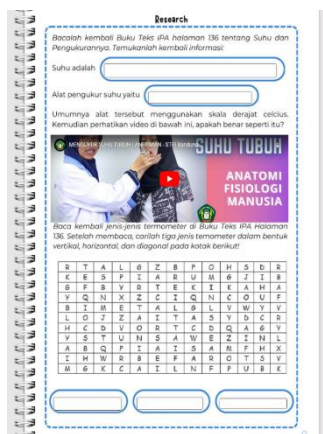 Research
Bacalah kembali Buku Teks IPA halaman 136 tentang Suhu dan
Pengukurannya. Temukanlah kembali informasi:
Suhu adalah
Alat pengukur suhu yaitu
Umumnya alat tersebut menggunakan skala derajat celcius.
Kemudian perhatikan video di bawah ini, apakah benar seperti itu?
MENGUKUR SUHU TUBUH
SUHU TUBUH
ANATOMI
FISIOLOGI
MANUSIA
Baca kembali jenis-jenis termometer di Buku Teks IPA Halaman
136. Setelah membaca, carilah tiga jenis termometer dalam bentuk
vertikal, horizontal, dan diagonal pada kotak berikut!
R T A L G Z B P O H S D R
K E S P I A R U M G J I B
G F B Y R T E K I K A H A
Y Q N X Z C I Q N C O U F
B I M E T A L G L V W Y V
L O J Z A I T A S Y D C R
H C D V O R T C D Q A G Y
Y S T U N S A W E Z I N L
A B Q P I A I S A M F H X
I H W R B E F A R O T S V
M G K C A I L N F P U B K